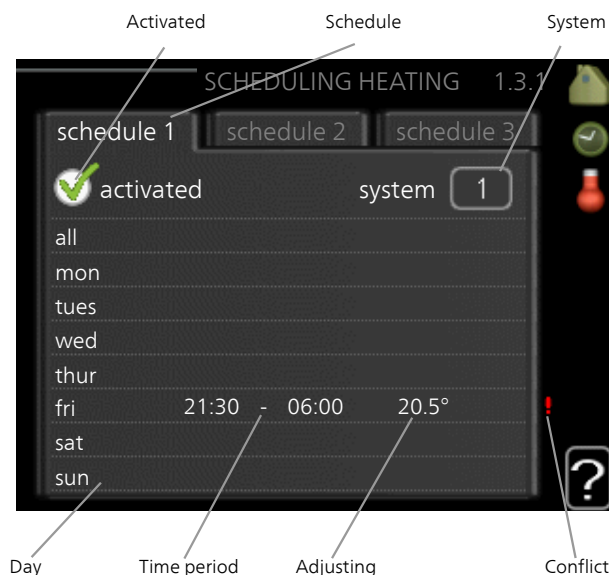 Activated Schedule System
SCHEDULING HEATING 1.3.1
schedule 1 schedule 2 schedule 3
activated system 1
all
mon
tues
wed
thur
fri 21:30 - 06:00 20.5° !
sat
sun
?
Day Time period Adjusting Conflict